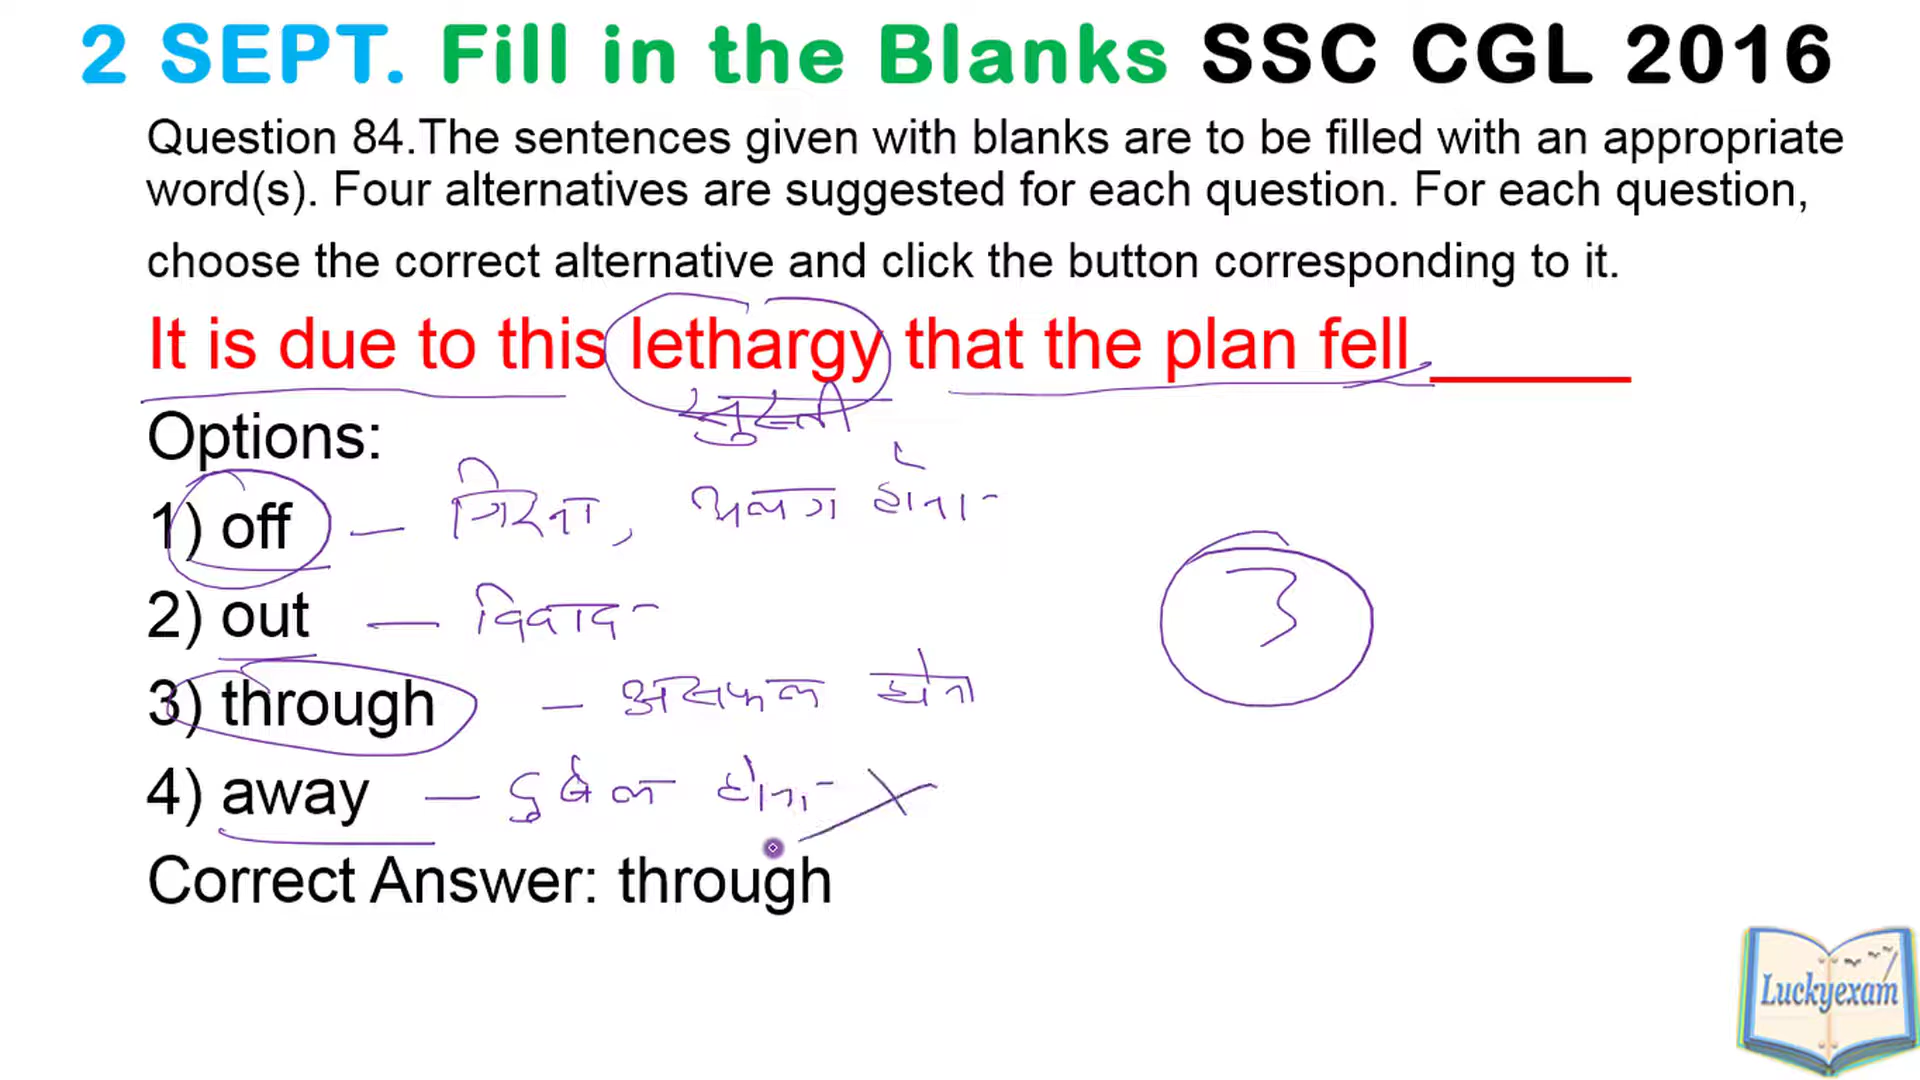 2 SEPT. Fill in the Blanks SSC CGL 2016
Question 84.The sentences given with blanks are to be filled with an appropriate
word(s). Four alternatives are suggested for each question. For each question,
choose the correct alternative and click the button corresponding to it.
It is due to this lethargy that the plan fell _____
सुस्ती
Options:
1) off — गिरना, अलग होना
2) out — विवाद
3) through — असफल होना
3
4) away — दुर्बल होना
Correct Answer: through
Luckyexam